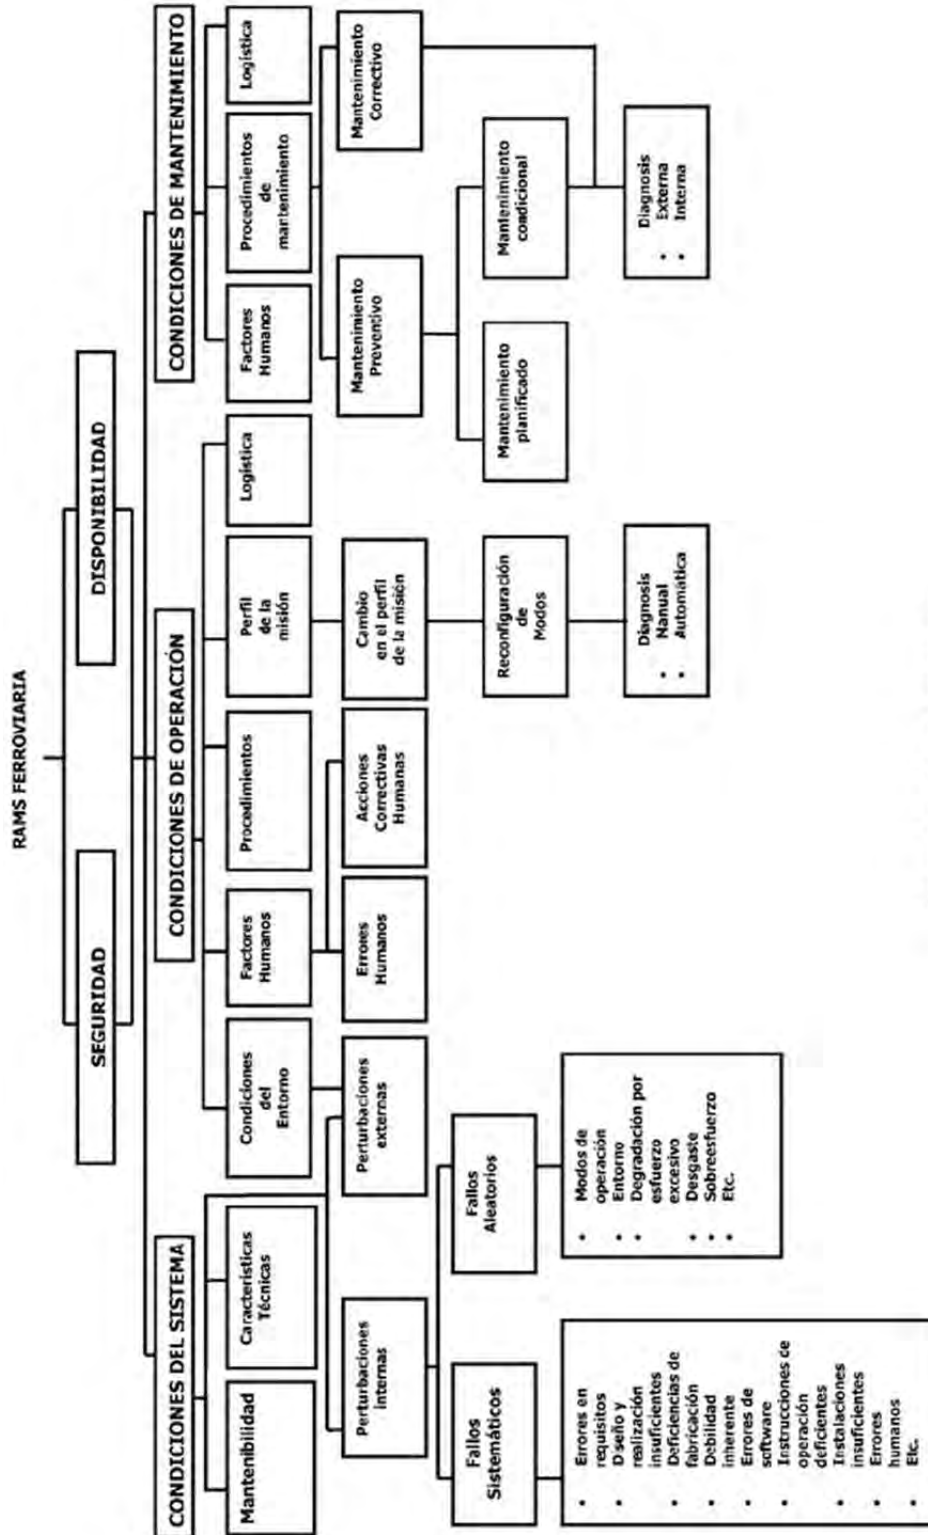 RAMS FERROVIARIA
SEGURIDAD
DISPONIBILIDAD
CONDICIONES DEL SISTEMA
CONDICIONES DE OPERACIÓN
CONDICIONES DE MANTENIMIENTO
Mantenibilidad
Características
Técnicas
Condiciones
del
Entorno
Factores
Humanos
Procedimientos
Perfil
de la
misión
Logística
Factores
Humanos
Procedimientos
de
mantenimiento
Logística
Perturbaciones
internas
Perturbaciones
externas
Errores
Humanos
Acciones
Correctivas
Humanas
Cambio
en el perfil
de la misión
Mantenimiento
Preventivo
Mantenimiento
Correctivo
Fallos
Sistemáticos
Fallos
Aleatorios
Reconfiguración
de
Modos
Mantenimiento
planificado
Mantenimiento
condicional
• Errores en
requisitos
• Diseño y
realización
insuficientes
• Deficiencias de
fabricación
• Debilidad
inherente
• Errores de
software
• Instrucciones de
operación
deficientes
• Instalaciones
insuficientes
• Errores
humanos
• Etc.
• Modos de
operación
• Entorno
• Degradación por
esfuerzo
excesivo
• Desgaste
• Sobreesfuerzo
• Etc.
Diagnosis
• Manual
• Automática
Diagnosis
• Externa
• Interna